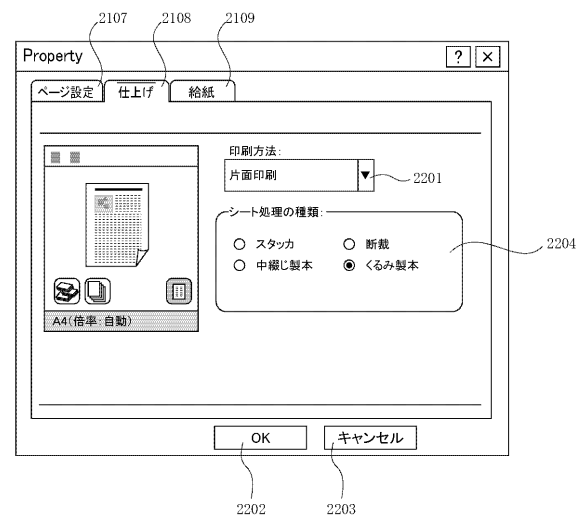 2107 2108 2109
Property ? ×
ページ設定 仕上げ 給紙
印刷方法:
片面印刷 ▼ 2201
シート処理の種類:
スタッカ 断裁
2204
中綴じ製本 くるみ製本
A4(倍率:自動)
OK キャンセル
2202 2203